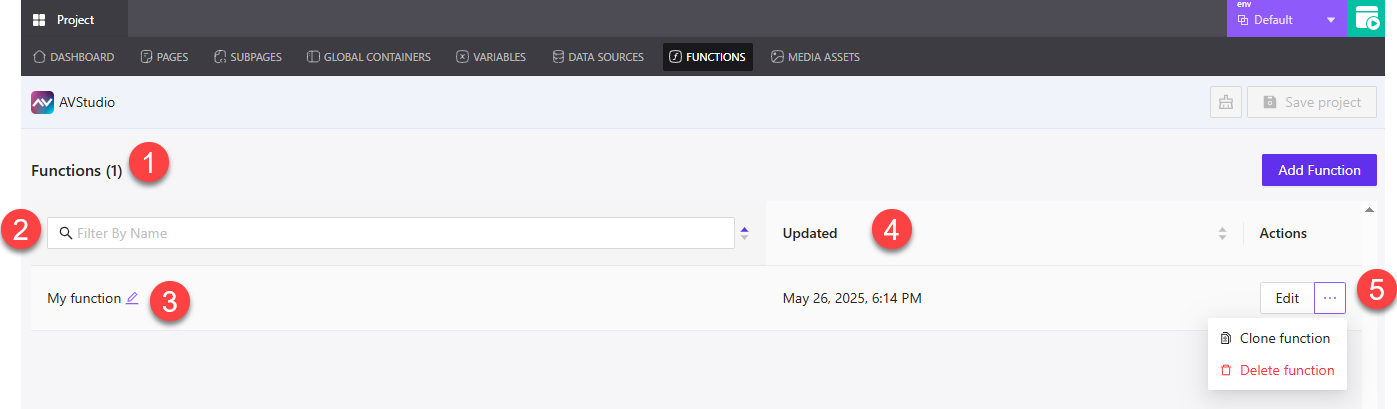 Project
env
Default
DASHBOARD PAGES SUBPAGES GLOBAL CONTAINERS VARIABLES DATA SOURCES FUNCTIONS MEDIA ASSETS
AVStudio
Save project
Functions (1)
1
Add Function
2
Filter By Name
Updated
4
Actions
My function
3
May 26, 2025, 6:14 PM
Edit
5
Clone function
Delete function